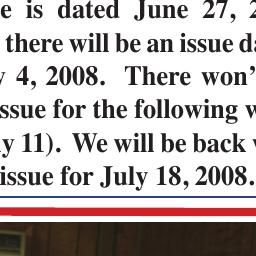 e is dated June 27, 2
there will be an issue da
y 4, 2008. There won't
issue for the following w
y 11). We will be back w
issue for July 18, 2008.